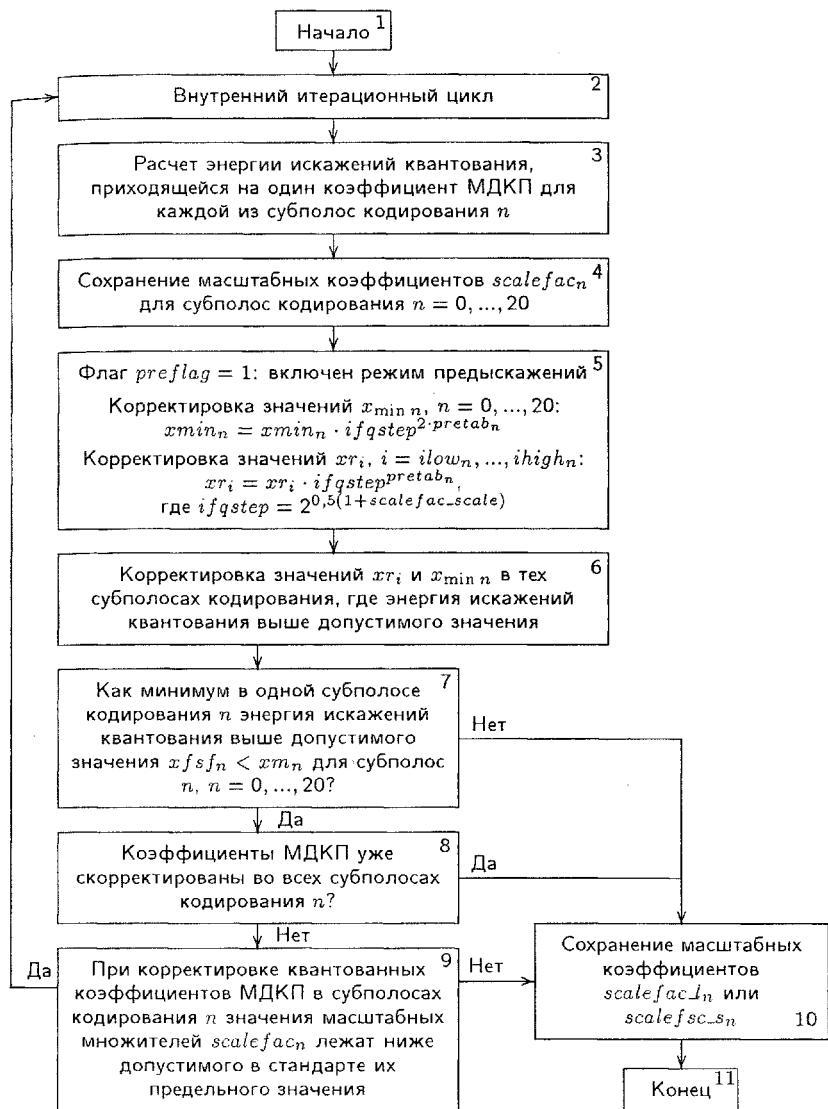 Начало 1
Внутренний итерационный цикл 2
Расчет энергии искажений квантования, 3
приходящейся на один коэффициент МДКП для
каждой из субполос кодирования n
Сохранение масштабных коэффициентов scalefac_n 4
для субполос кодирования n = 0, ..., 20
Флаг preflag = 1: включен режим предыскажений 5
Корректировка значений x_{min n}, n = 0, ..., 20:
xmin_n = xmin_n · ifqstep^{2·pretab_n}
Корректировка значений xr_i, i = ilow_n, ..., ihigh_n:
xr_i = xr_i · ifqstep^{pretab_n},
где ifqstep = 2^{0,5(1+scalefac_scale)}
Корректировка значений xr_i и x_{min n} в тех 6
субполосах кодирования, где энергия искажений
квантования выше допустимого значения
Как минимум в одной субполосе 7
кодирования n энергия искажений
квантования выше допустимого
значения xfsf_n < xm_n для субполос
n, n = 0, ..., 20?
Нет
Да
Коэффициенты МДКП уже 8
скорректированы во всех субполосах
кодирования n?
Да
Нет
Да
При корректировке квантованных 9
коэффициентов МДКП в субполосах
кодирования n значения масштабных
множителей scalefac_n лежат ниже
допустимого в стандарте их
предельного значения
Нет
Сохранение масштабных
коэффициентов
scalefac_l_n или
scalefsc_s_n 10
Конец 11